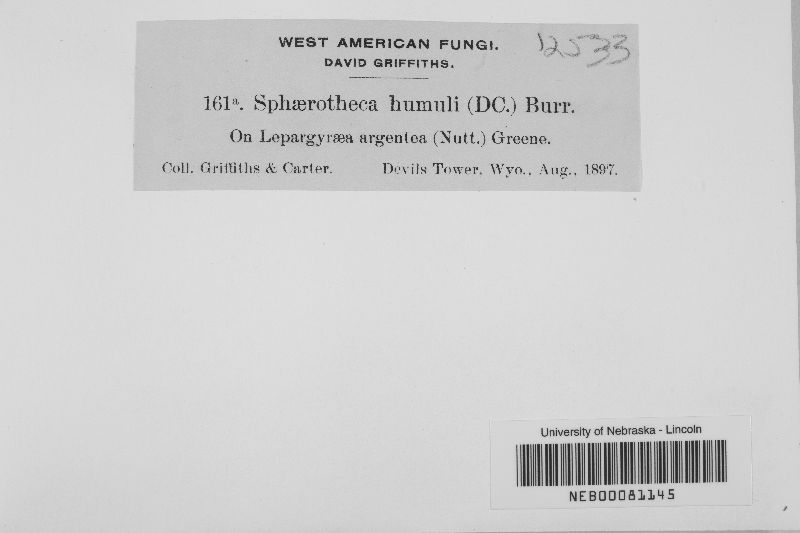 WEST AMERICAN FUNGI.
12533
DAVID GRIFFITHS.
161ª. Sphærotheca humuli (DC.) Burr.
On Lepargyræa argentea (Nutt.) Greene.
Coll. Griffiths & Carter. Devils Tower, Wyo., Aug., 1897.
University of Nebraska - Lincoln
NEB00081145